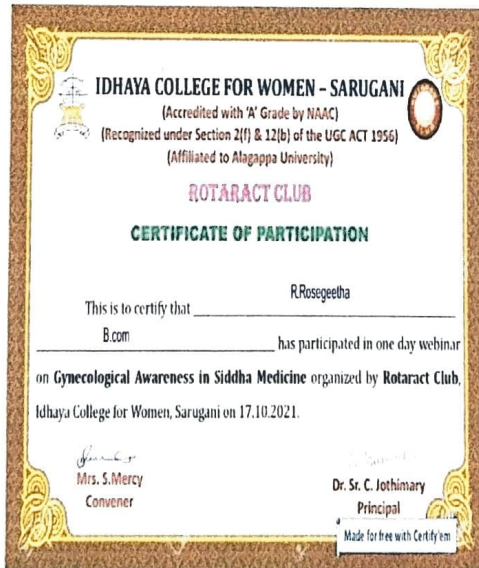 IDHAYA COLLEGE FOR WOMEN - SARUGANI
(Accredited with 'A' Grade by NAAC)
(Recognized under Section 2(f) & 12(b) of the UGC ACT 1956)
(Affiliated to Alagappa University)
ROTARACT CLUB
CERTIFICATE OF PARTICIPATION
This is to certify that R.Rosegeetha
B.com has participated in one day webinar
on Gynecological Awareness in Siddha Medicine organized by Rotaract Club,
Idhaya College for Women, Sarugani on 17.10.2021.
Mrs. S.Mercy
Convener
Dr. Sr. C. Jothimary
Principal
Made for free with Certify'em